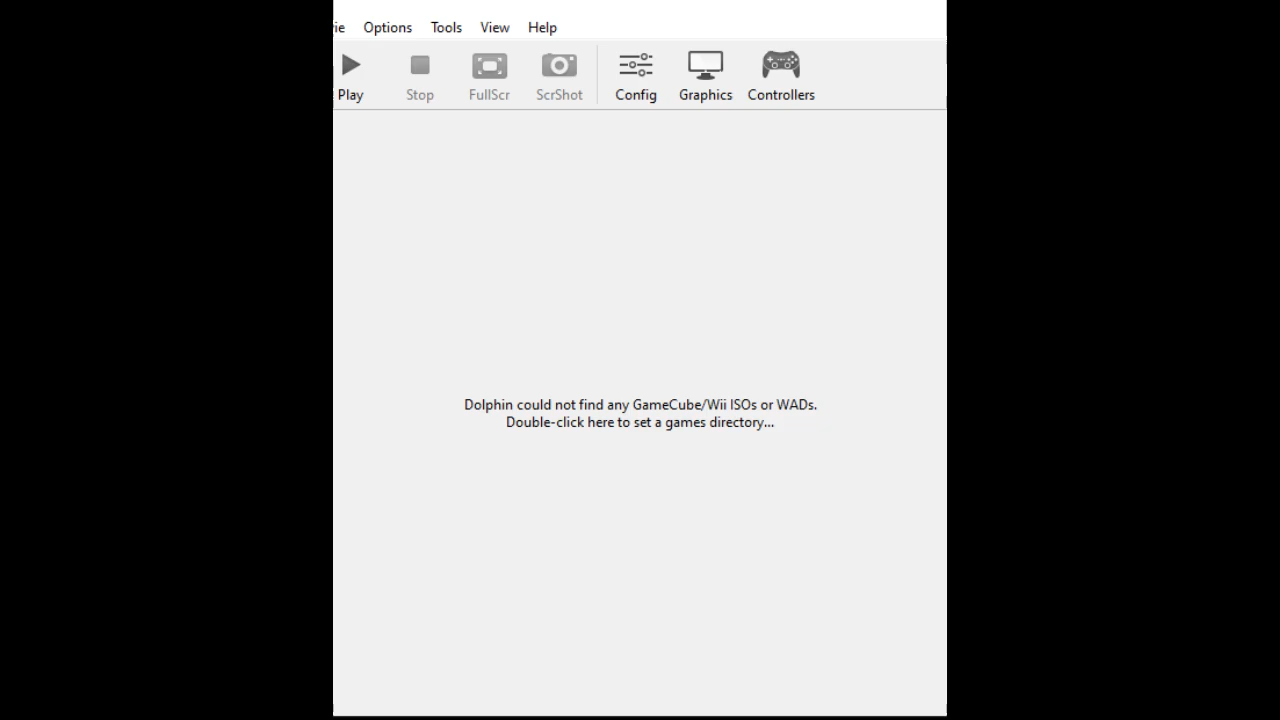 ie Options Tools View Help
Play Stop FullScr ScrShot Config Graphics Controllers
Dolphin could not find any GameCube/Wii ISOs or WADs.
Double-click here to set a games directory...